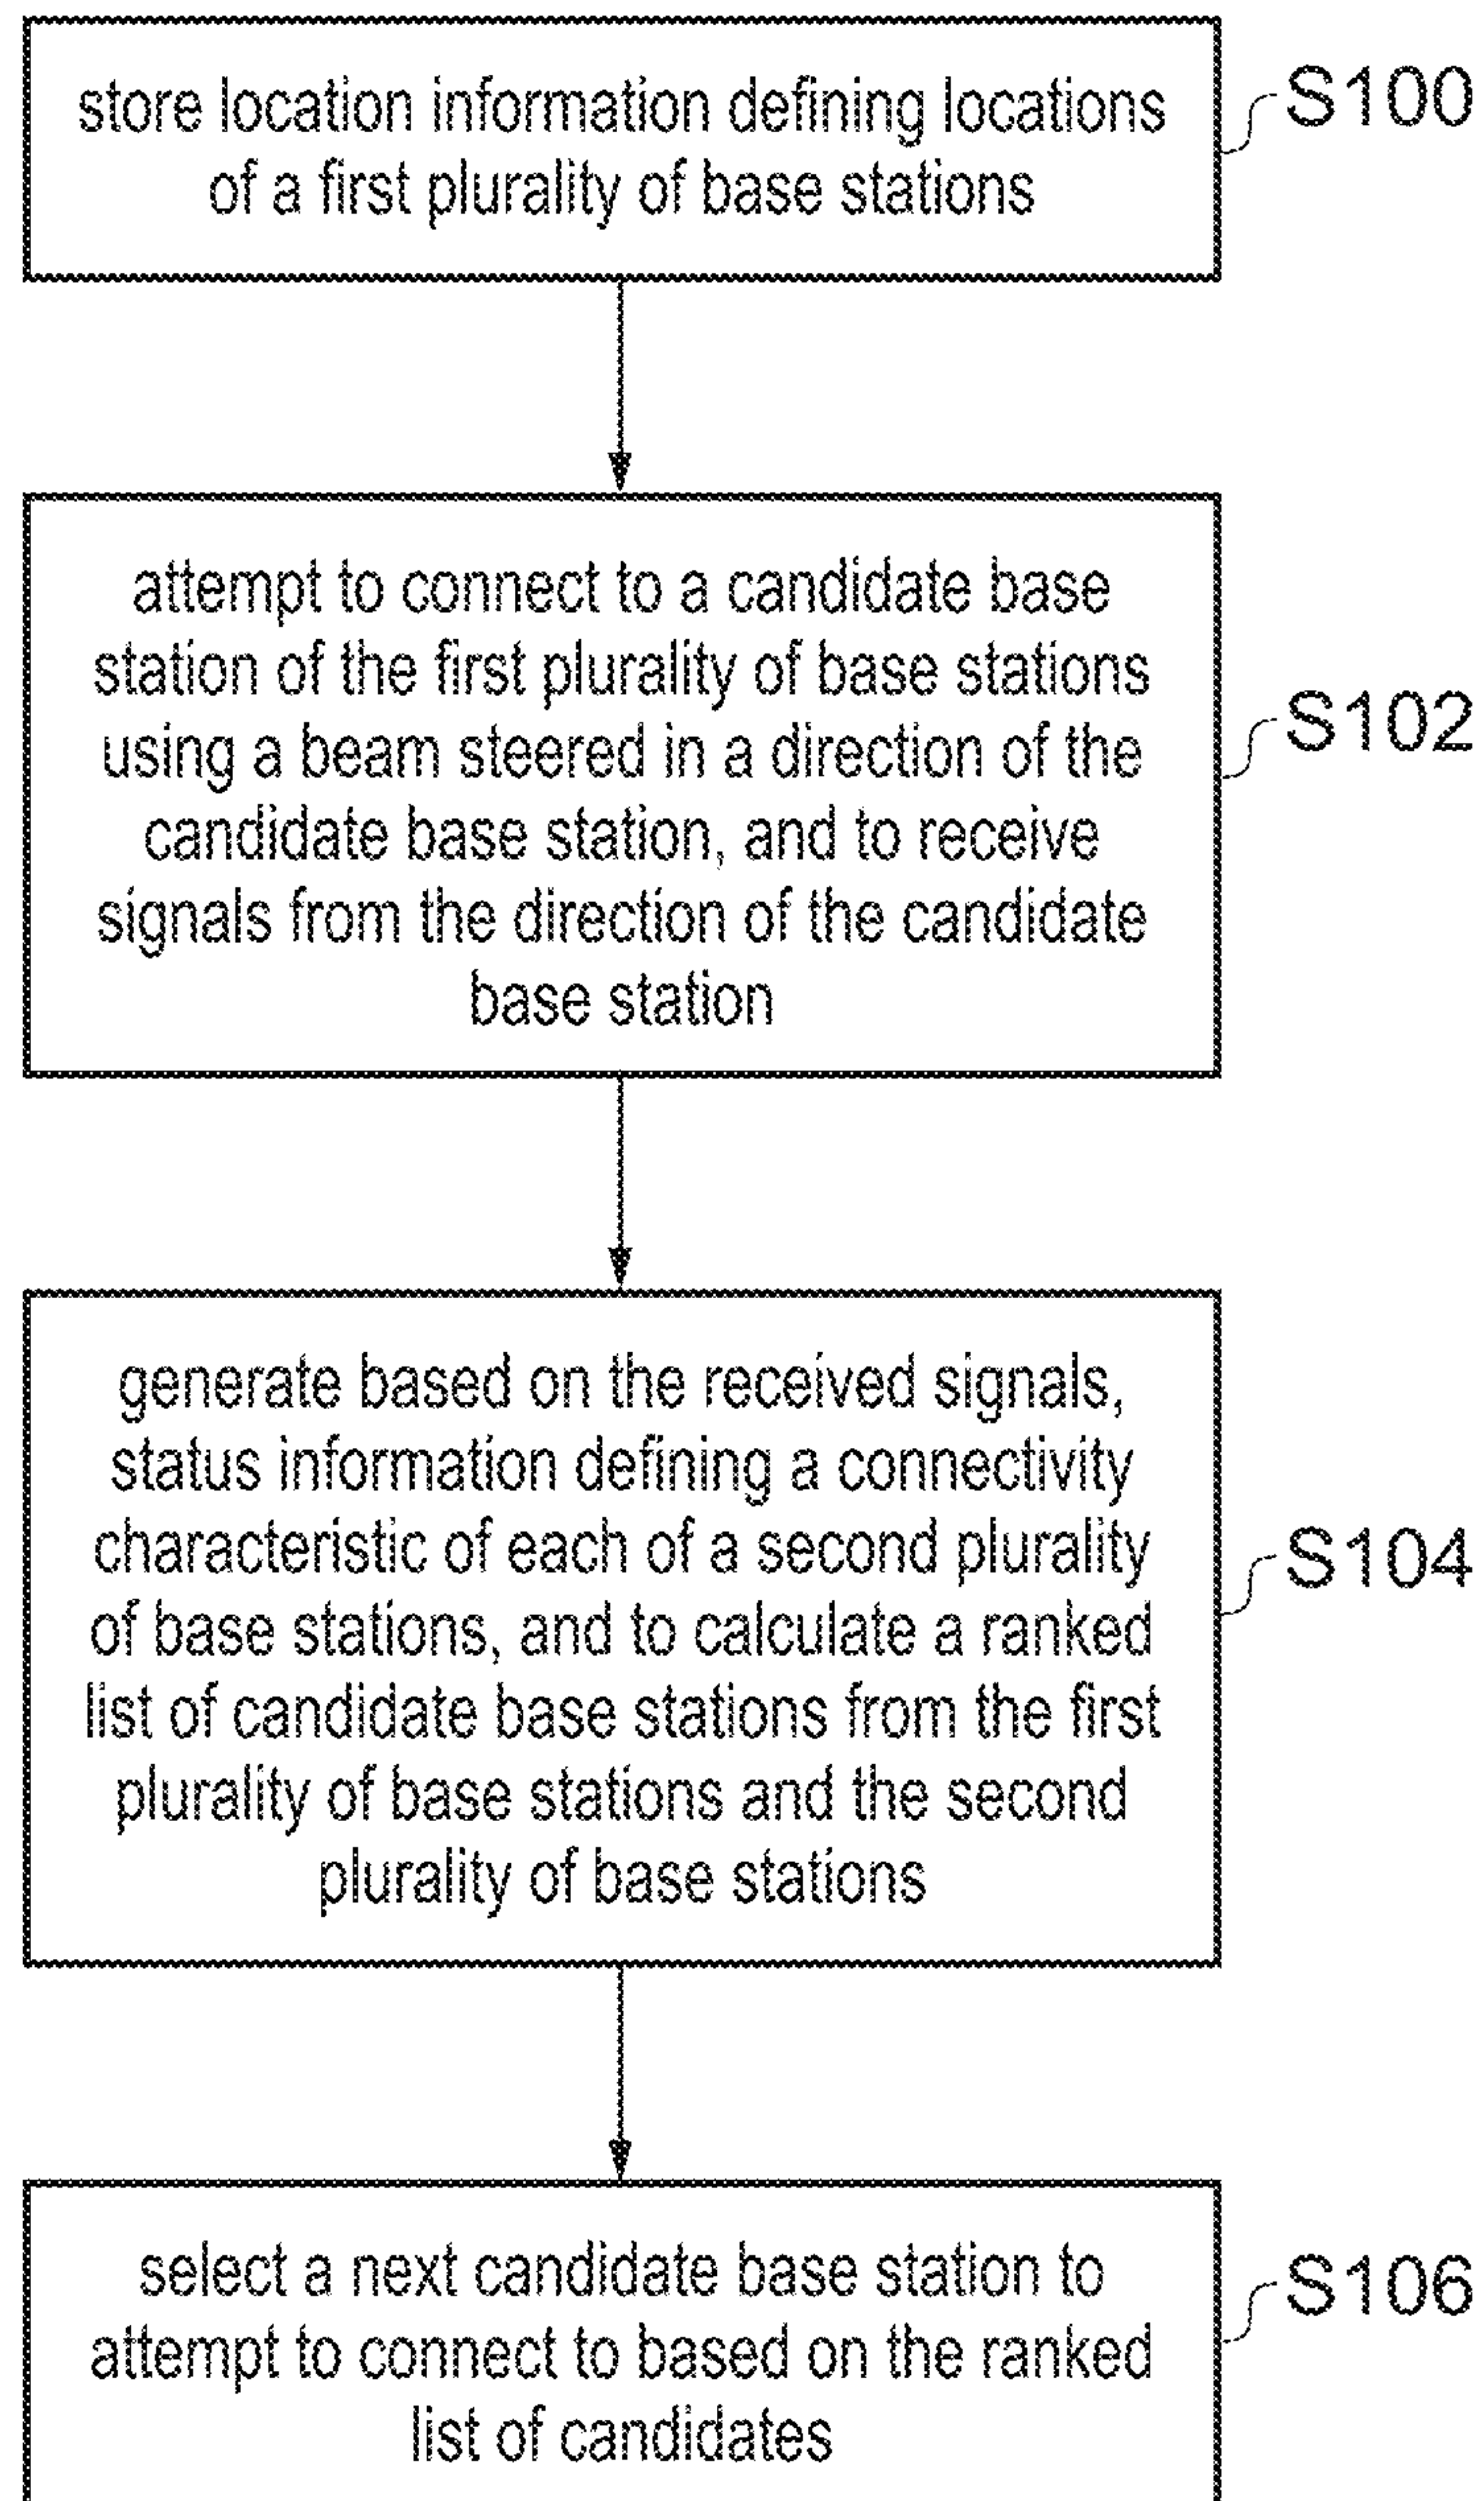 store location information defining locations
of a first plurality of base stations
S100
attempt to connect to a candidate base
station of the first plurality of base stations
using a beam steered in a direction of the
candidate base station, and to receive
signals from the direction of the candidate
base station
S102
generate based on the received signals,
status information defining a connectivity
characteristic of each of a second plurality
of base stations, and to calculate a ranked
list of candidate base stations from the first
plurality of base stations and the second
plurality of base stations
S104
select a next candidate base station to
attempt to connect to based on the ranked
list of candidates
S106